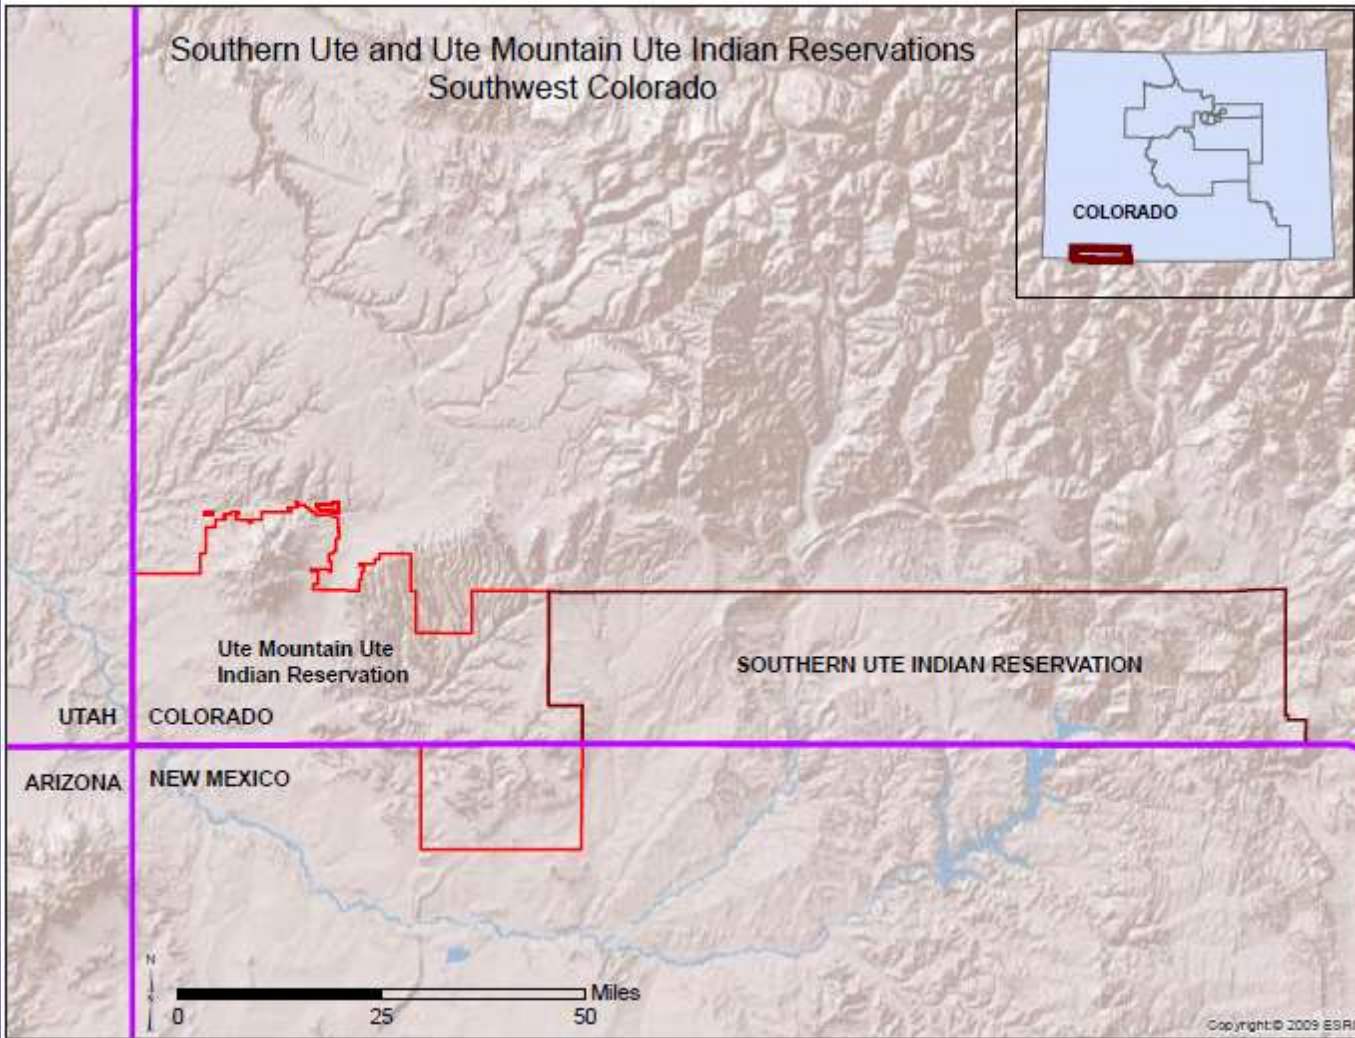 Southern Ute and Ute Mountain Ute Indian Reservations
Southwest Colorado
COLORADO
Ute Mountain Ute
Indian Reservation
SOUTHERN UTE INDIAN RESERVATION
UTAH
COLORADO
ARIZONA
NEW MEXICO
N
Miles
0
25
50
Copyright:© 2009 ESRI